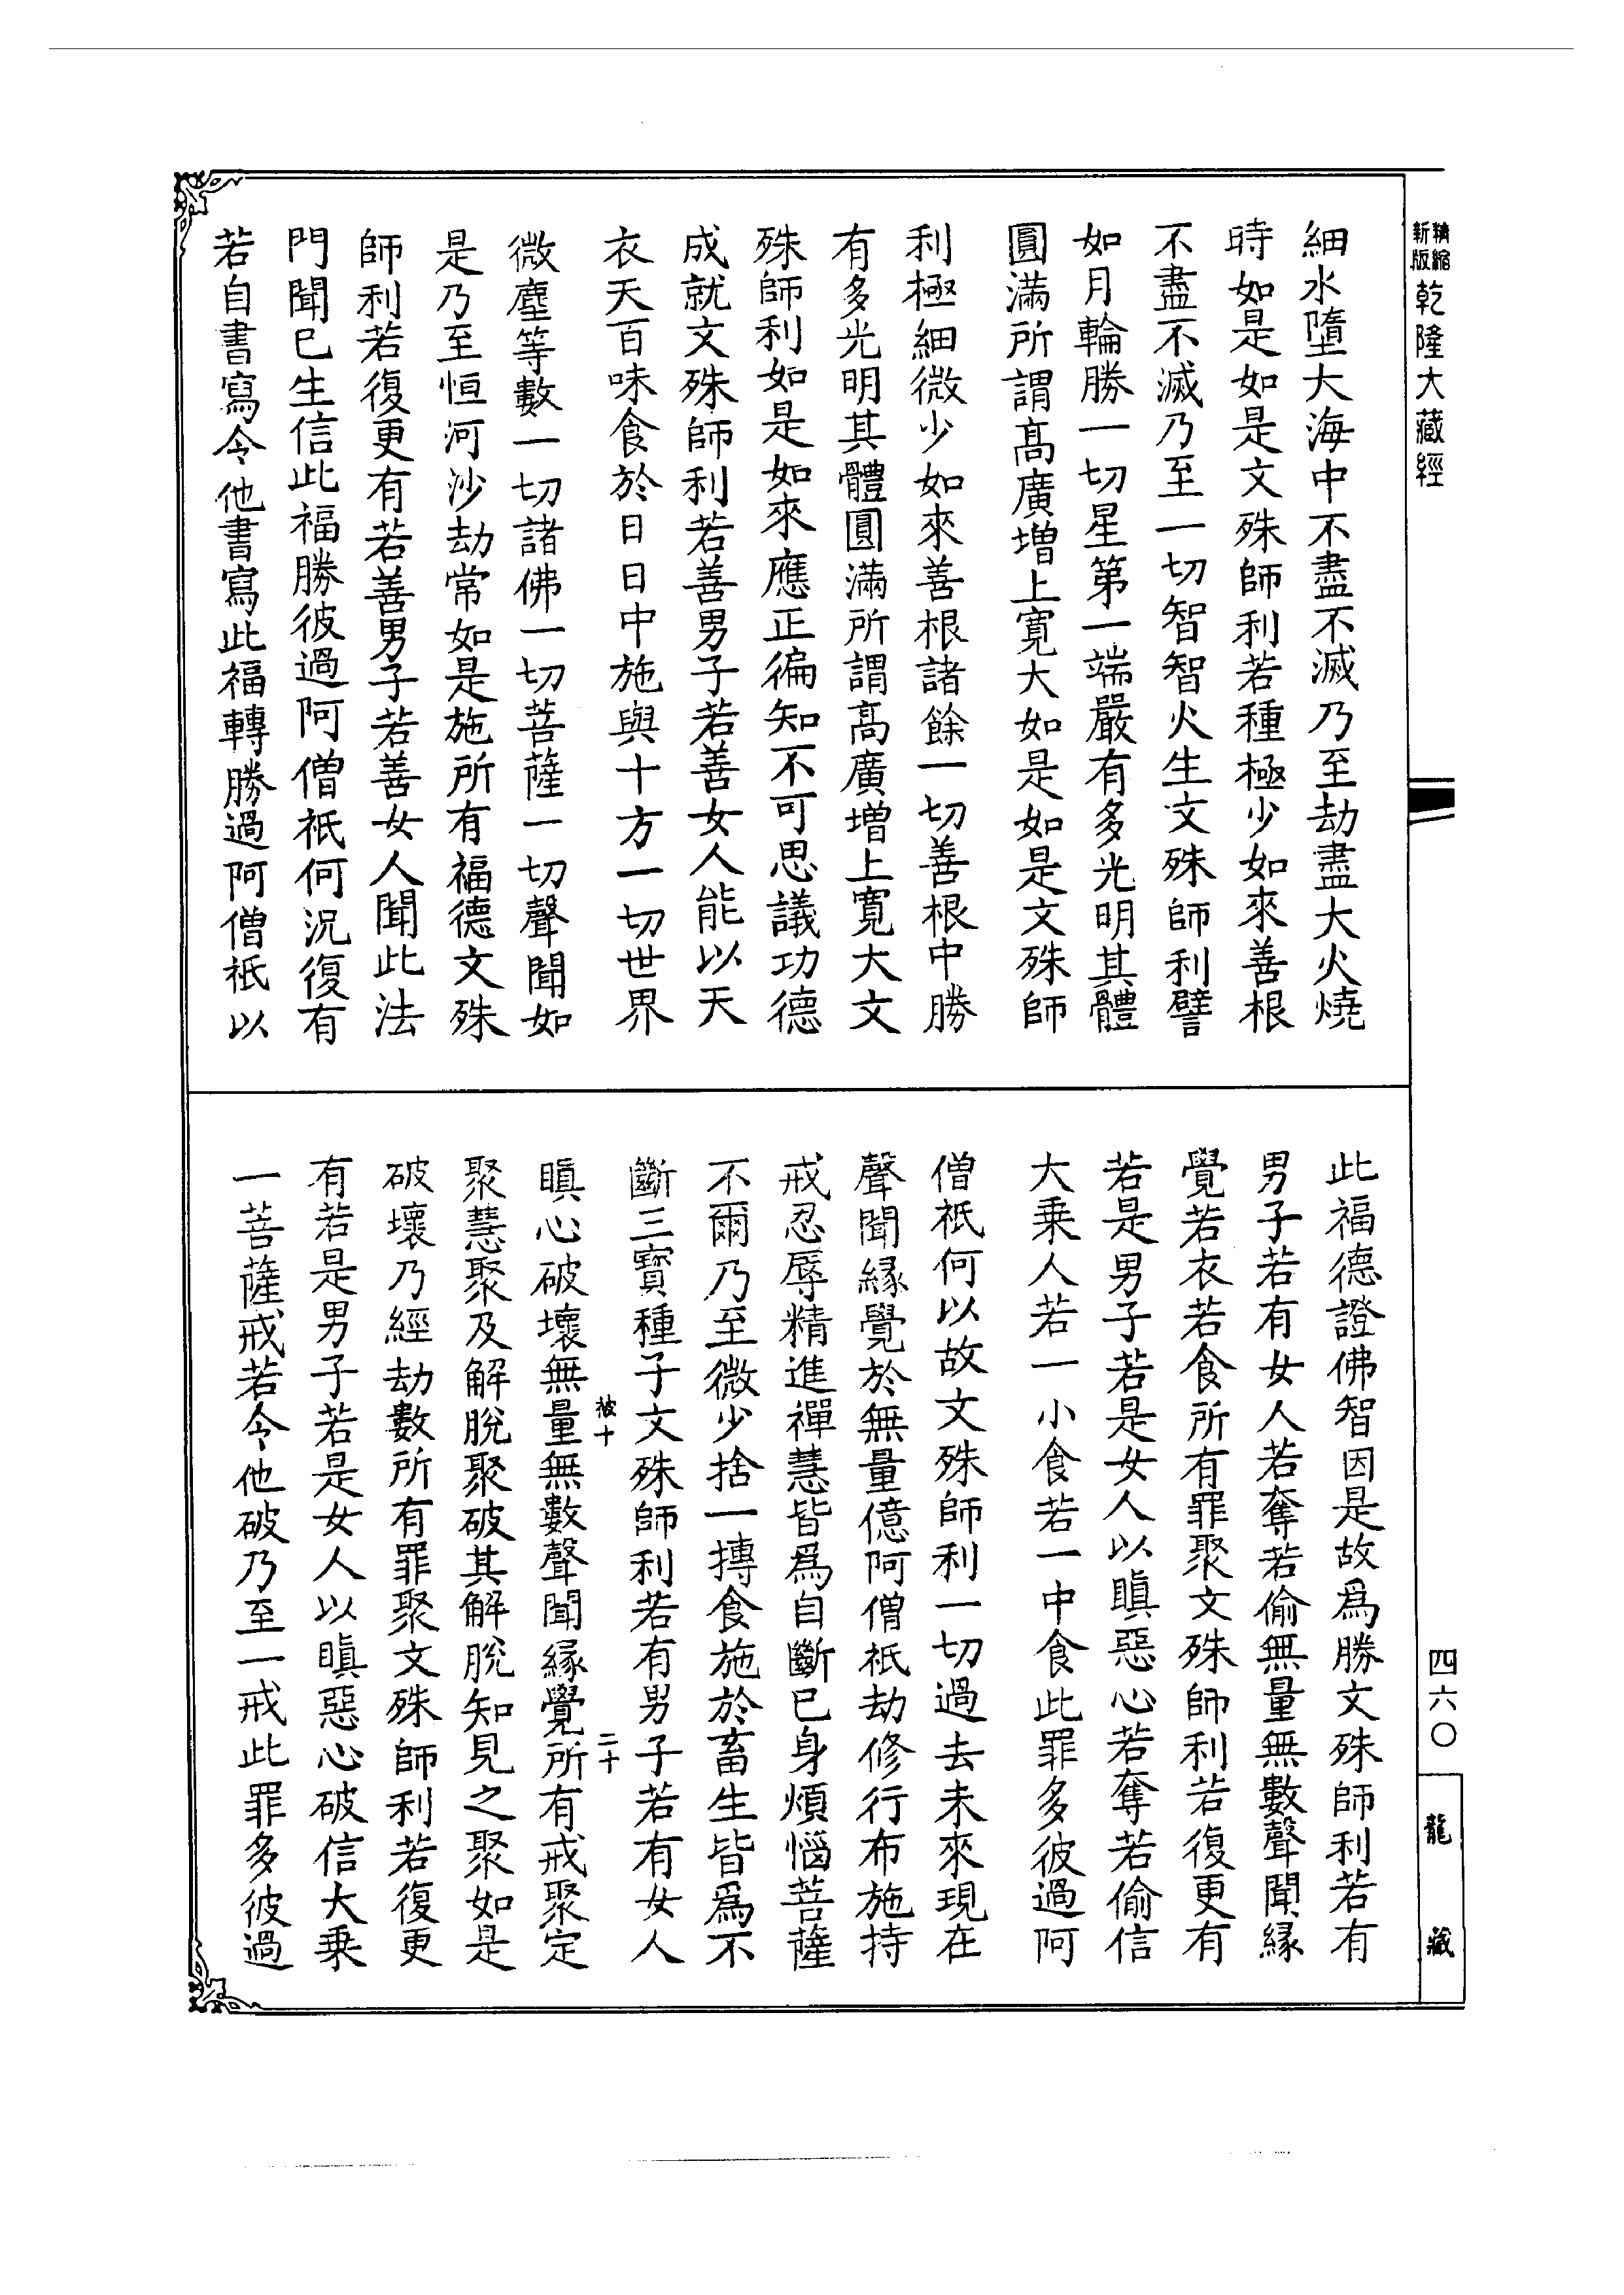 新版精縮
乾隆大藏經
細水墮大海中不盡不滅乃至劫盡大火燒
時如是如是文殊師利若種極少如來善根
不盡不滅乃至一切智智火生文殊師利譬
如月輪勝一切星第一端嚴有多光明其體
圓滿所謂髙廣增上寬大如是如是文殊師
利極細微少如來善根諸餘一切善根中勝
有多光明其體圓滿所謂髙廣增上寬大文
殊師利如是如來應正徧知不可思議功德
成就文殊師利若善男子若善女人能以天
衣天百味食於日日中施與十方一切世界
微塵等數一切諸佛一切菩薩一切聲聞如
是乃至恒河沙劫常如是施所有福德文殊
師利若復更有若善男子若善女人聞此法
門聞已生信此福勝彼過阿僧祇何況復有
若自書寫令他書寫此福轉勝過阿僧祇以
此福德證佛智因是故爲勝文殊師利若有
男子若有女人若奪若偷無量無數聲聞緣
覺若衣若食所有罪聚文殊師利若復更有
若是男子若是女人以瞋惡心若奪若偷信
大乗人若一小食若一中食此罪多彼過阿
僧祇何以故文殊師利一切過去未來現在
聲聞緣覺於無量億阿僧祇劫修行布施持
戒忍辱精進禪慧皆爲自斷已身煩惱菩薩
不爾乃至微少捨一摶食施於畜生皆爲不
斷三寶種子文殊師利若有男子若有女人
被十 二十
瞋心破壞無量無數聲聞緣覺所有戒聚定
聚慧聚及解脫聚破其解脫知見之聚如是
破壞乃經劫數所有罪聚文殊師利若復更
有若是男子若是女人以瞋惡心破信大乗
一菩薩戒若令他破乃至一戒此罪多彼過
四六〇
龍藏